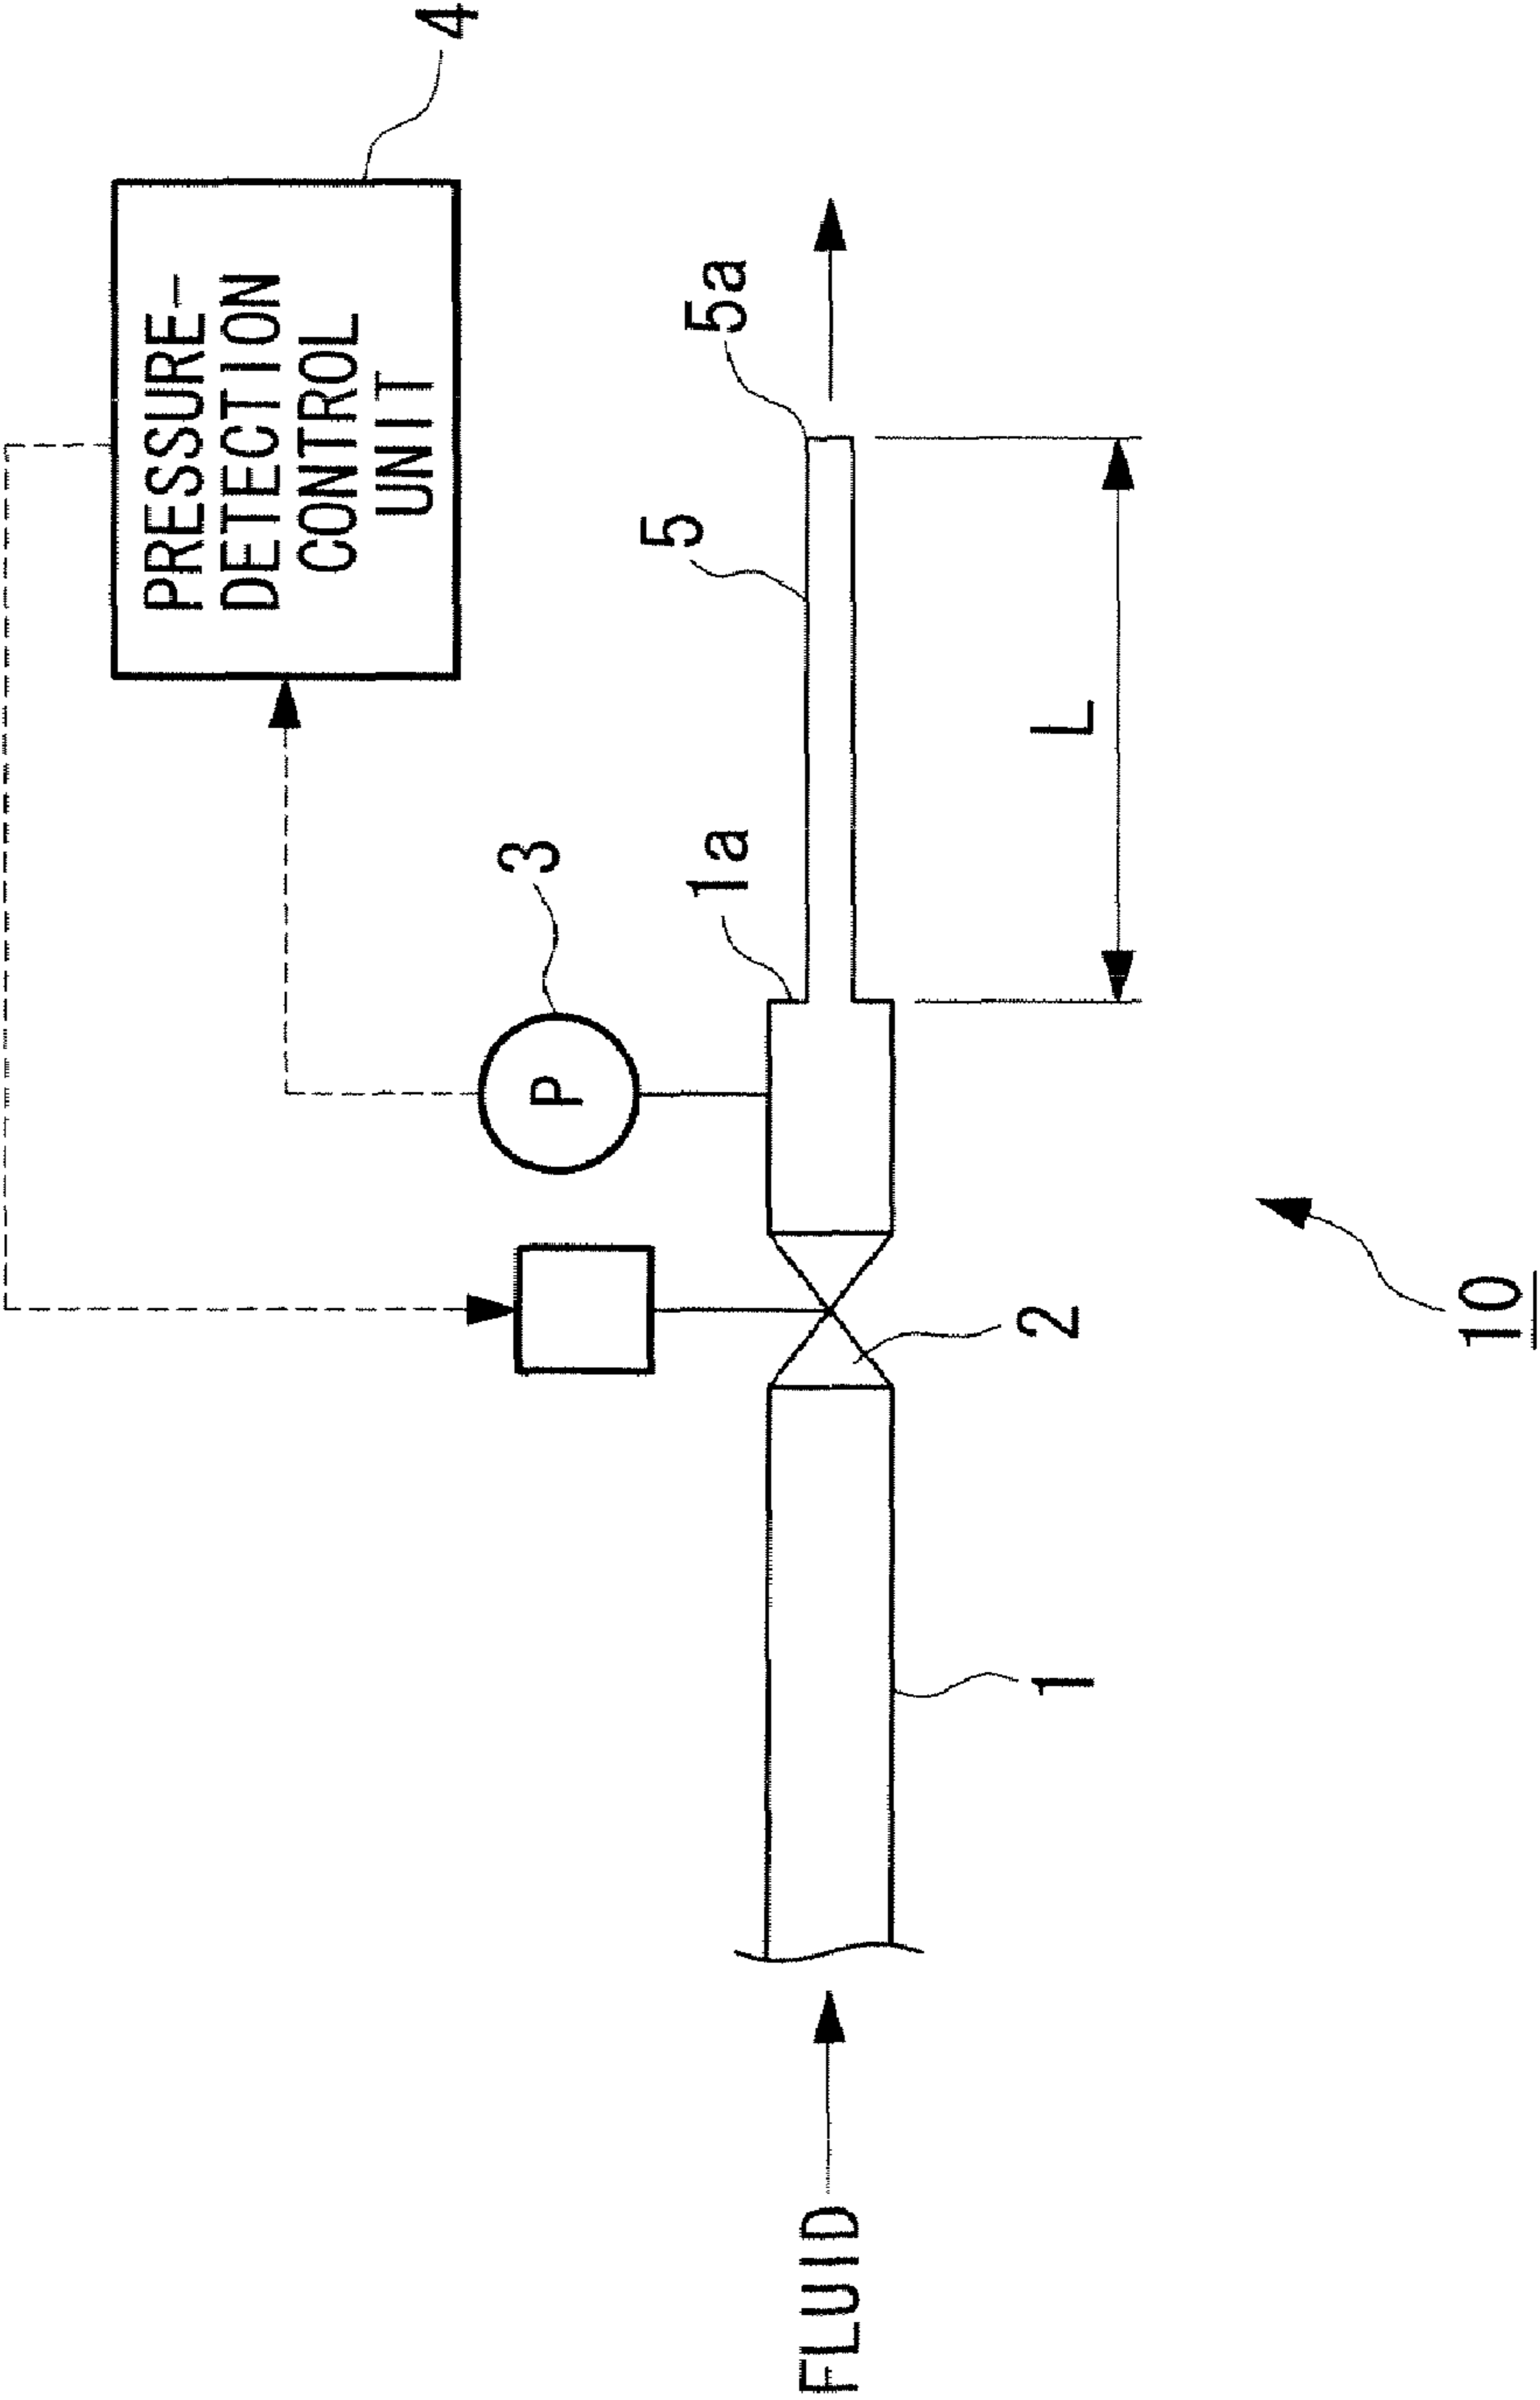 4
PRESSURE-
DETECTION
CONTROL
UNIT
3
P
5
5a
1a
L
2
1
FLUID
10